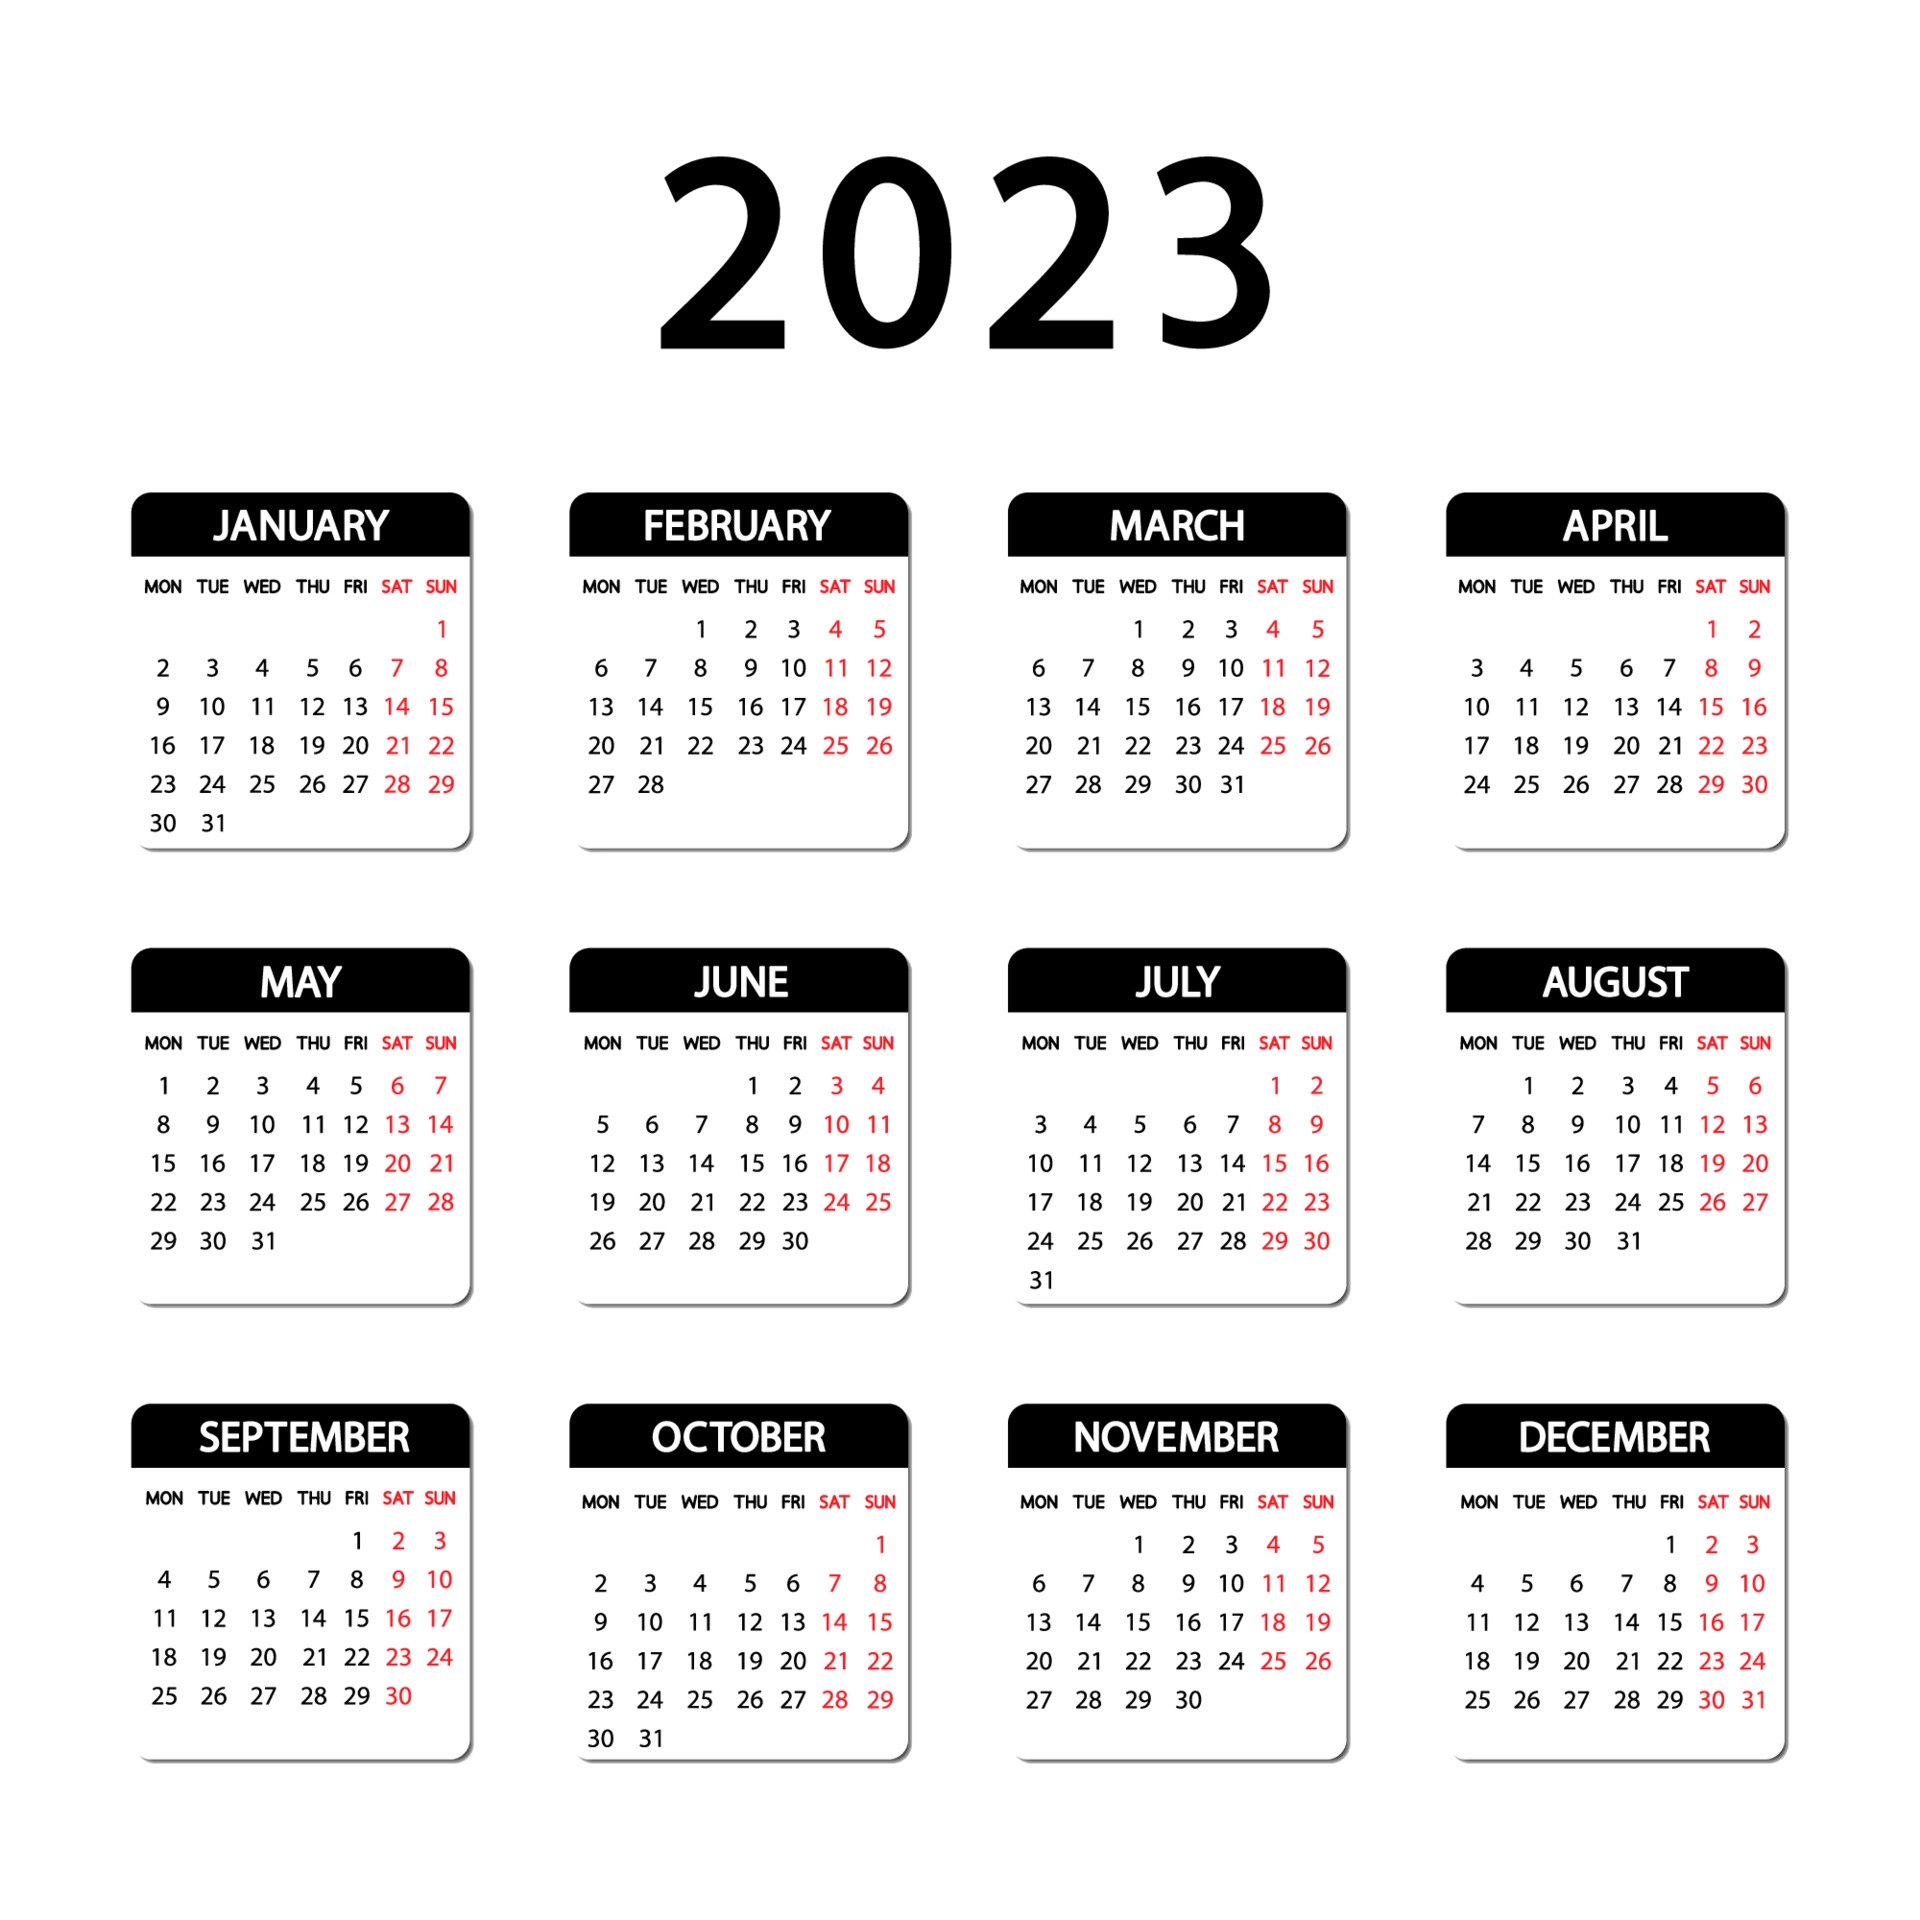 2023
JANUARY
MON TUE WED THU FRI SAT SUN
1
2 3 4 5 6 7 8
9 10 11 12 13 14 15
16 17 18 19 20 21 22
23 24 25 26 27 28 29
30 31
FEBRUARY
MON TUE WED THU FRI SAT SUN
1 2 3 4 5
6 7 8 9 10 11 12
13 14 15 16 17 18 19
20 21 22 23 24 25 26
27 28
MARCH
MON TUE WED THU FRI SAT SUN
1 2 3 4 5
6 7 8 9 10 11 12
13 14 15 16 17 18 19
20 21 22 23 24 25 26
27 28 29 30 31
APRIL
MON TUE WED THU FRI SAT SUN
1 2
3 4 5 6 7 8 9
10 11 12 13 14 15 16
17 18 19 20 21 22 23
24 25 26 27 28 29 30
MAY
MON TUE WED THU FRI SAT SUN
1 2 3 4 5 6 7
8 9 10 11 12 13 14
15 16 17 18 19 20 21
22 23 24 25 26 27 28
29 30 31
JUNE
MON TUE WED THU FRI SAT SUN
1 2 3 4
5 6 7 8 9 10 11
12 13 14 15 16 17 18
19 20 21 22 23 24 25
26 27 28 29 30
JULY
MON TUE WED THU FRI SAT SUN
1 2
3 4 5 6 7 8 9
10 11 12 13 14 15 16
17 18 19 20 21 22 23
24 25 26 27 28 29 30
31
AUGUST
MON TUE WED THU FRI SAT SUN
1 2 3 4 5 6
7 8 9 10 11 12 13
14 15 16 17 18 19 20
21 22 23 24 25 26 27
28 29 30 31
SEPTEMBER
MON TUE WED THU FRI SAT SUN
1 2 3
4 5 6 7 8 9 10
11 12 13 14 15 16 17
18 19 20 21 22 23 24
25 26 27 28 29 30
OCTOBER
MON TUE WED THU FRI SAT SUN
1
2 3 4 5 6 7 8
9 10 11 12 13 14 15
16 17 18 19 20 21 22
23 24 25 26 27 28 29
30 31
NOVEMBER
MON TUE WED THU FRI SAT SUN
1 2 3 4 5
6 7 8 9 10 11 12
13 14 15 16 17 18 19
20 21 22 23 24 25 26
27 28 29 30
DECEMBER
MON TUE WED THU FRI SAT SUN
1 2 3
4 5 6 7 8 9 10
11 12 13 14 15 16 17
18 19 20 21 22 23 24
25 26 27 28 29 30 31